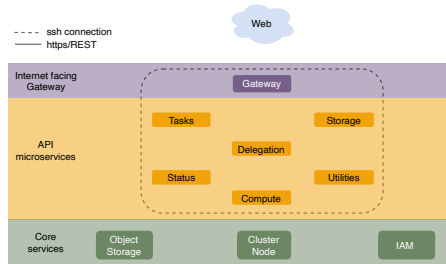 Web
ssh connection
https/REST
Internet facing
Gateway
Gateway
API
microservices
Tasks
Storage
Delegation
Status
Utilities
Compute
Core
services
Object
Storage
Cluster
Node
IAM